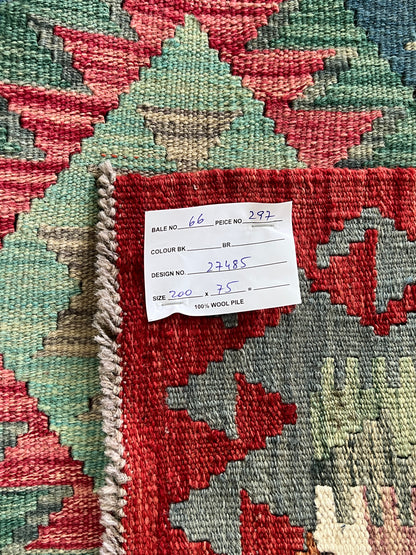 BALE NO. 66 PEICE NO. 297
COLOUR BK BR.
DESIGN NO. 27485
SIZE 200 x 75 =
100% WOOL PILE